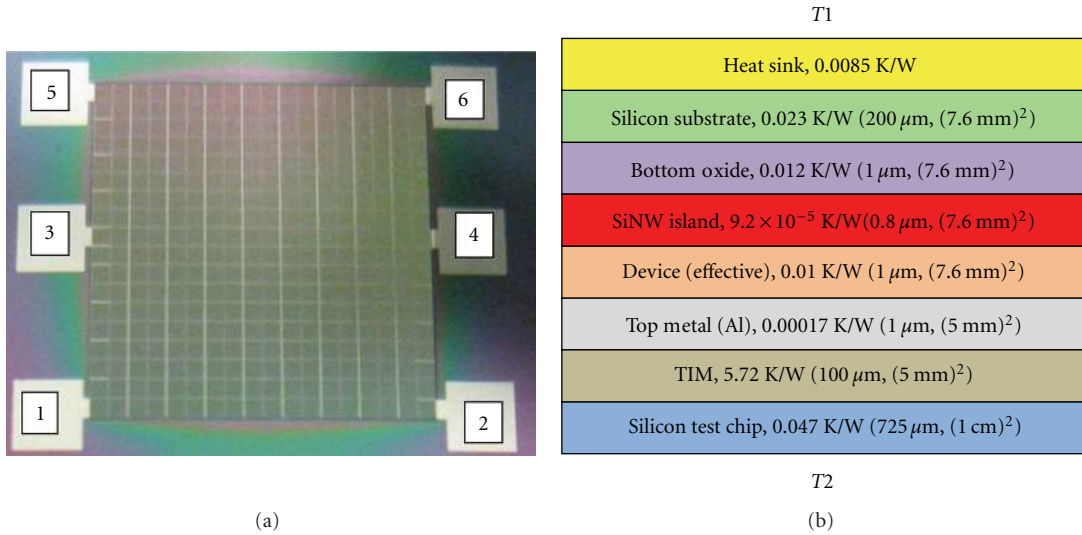 5
6
3
4
1
2
(a)
T1
Heat sink, 0.0085 K/W
Silicon substrate, 0.023 K/W (200 μm, (7.6 mm)²)
Bottom oxide, 0.012 K/W (1 μm, (7.6 mm)²)
SiNW island, 9.2 × 10⁻⁵ K/W(0.8 μm, (7.6 mm)²)
Device (effective), 0.01 K/W (1 μm, (7.6 mm)²)
Top metal (Al), 0.00017 K/W (1 μm, (5 mm)²)
TIM, 5.72 K/W (100 μm, (5 mm)²)
Silicon test chip, 0.047 K/W (725 μm, (1 cm)²)
T2
(b)